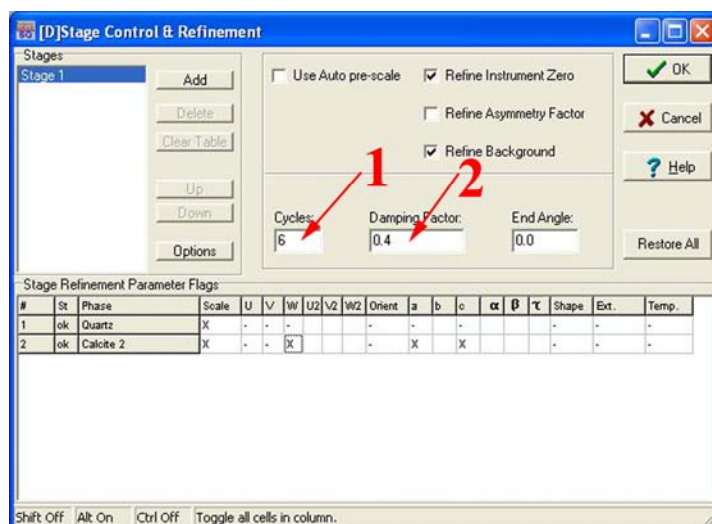 [D]Stage Control & Refinement
Stages
Stage 1
Add
Delete
Clear Table
Up
Down
Options
Use Auto pre-scale
Refine Instrument Zero
Refine Asymmetry Factor
Refine Background
1 2
Cycles: Damping Factor: End Angle:
6 0.4 0.0
OK
Cancel
? Help
Restore All
Stage Refinement Parameter Flags
# St Phase Scale U V W U2 V2 W2 Orient a b c α β τ Shape Ext. Temp.
1 ok Quartz X - - - - - - - - -
2 ok Calcite 2 X - - X - X X - - -
Shift Off Alt On Ctrl Off Toggle all cells in column.